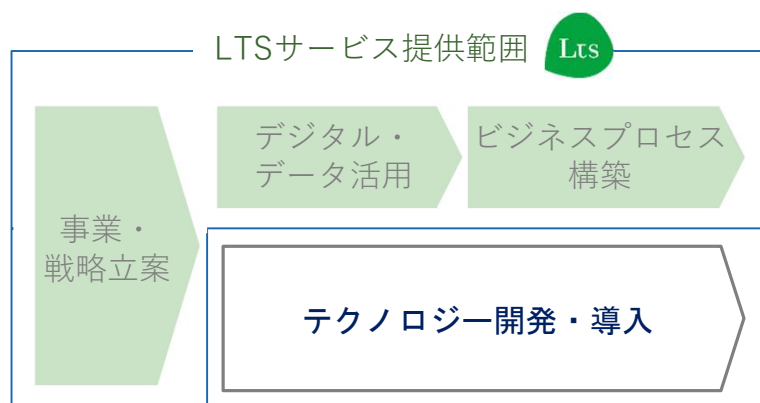 LTSサービス提供範囲
Lts
デジタル・
データ活用
ビジネスプロセス
構築
事業・
戦略立案
テクノロジー開発・導入